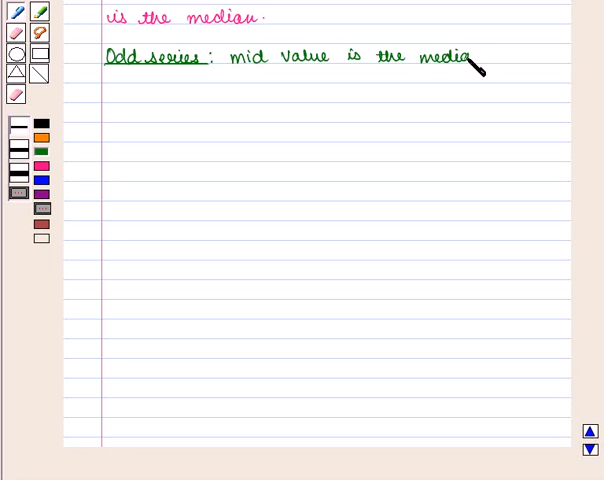 is the median.
Odd series: mid value is the media